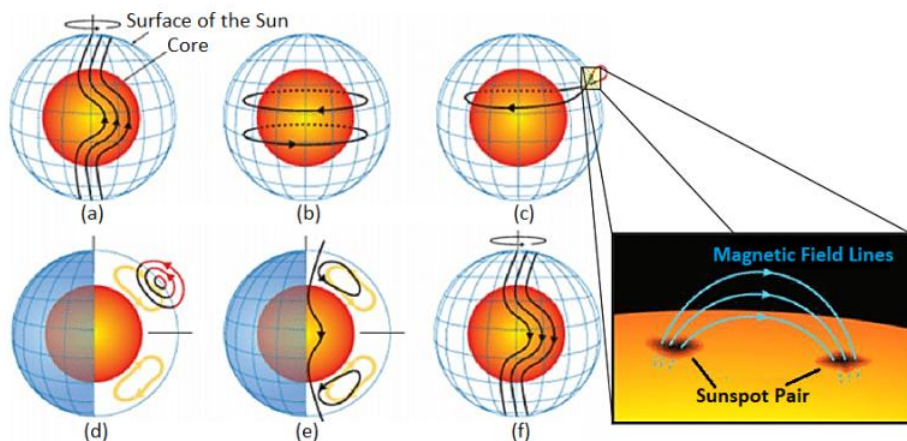 Surface of the Sun
Core
(a)
(b)
(c)
Magnetic Field Lines
Sunspot Pair
(d)
(e)
(f)